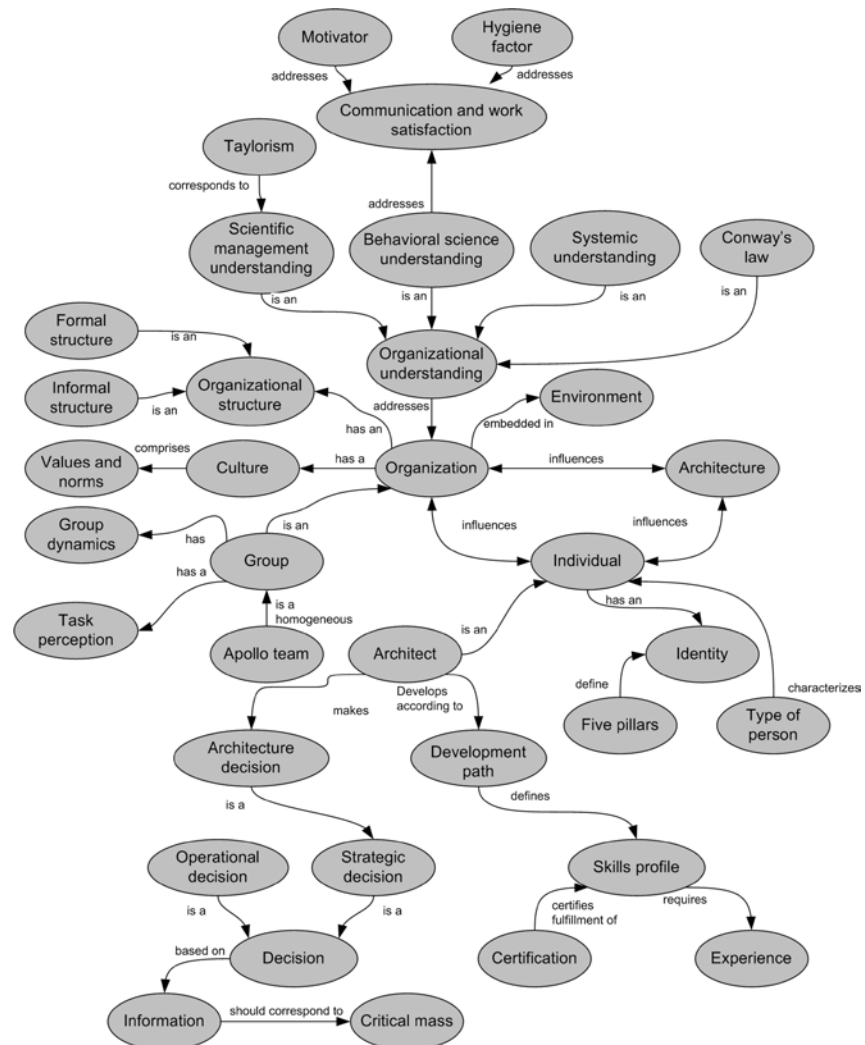 Motivator
Hygiene
factor
addresses
addresses
Communication and work
satisfaction
Taylorism
corresponds to
addresses
Scientific
management
understanding
Behavioral science
understanding
Systemic
understanding
Conway's
law
is an
is an
is an
is an
Formal
structure
is an
Organizational
understanding
Informal
structure
is an
Organizational
structure
addresses
Environment
has an
embedded in
Values and
norms
comprises
Culture
has a
Organization
influences
Architecture
Group
dynamics
has
is an
influences
influences
Group
Individual
has a
Task
perception
is a
homogeneous
is an
has an
Apollo team
Architect
Identity
makes
Develops
according to
define
characterizes
Five pillars
Type of
person
Architecture
decision
Development
path
is a
defines
Operational
decision
Strategic
decision
Skills profile
is a
is a
certifies
fulfillment of
requires
based on
Decision
Certification
Experience
Information
should correspond to
Critical mass